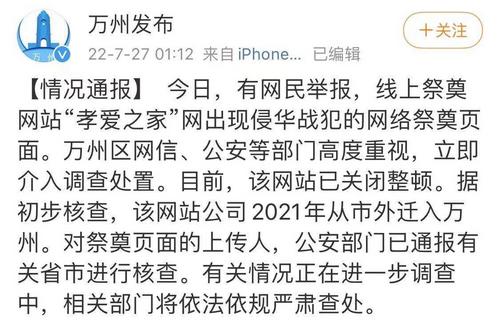 万州发布
+关注
22-7-27 01:12 来自 iPhone... 已编辑
【情况通报】 今日，有网民举报，线上祭奠
网站“孝爱之家”网出现侵华战犯的网络祭奠页
面。万州区网信、公安等部门高度重视，立即
介入调查处置。目前，该网站已关闭整顿。据
初步核查，该网站公司2021年从市外迁入万
州。对祭奠页面的上传人，公安部门已通报有
关省市进行核查。有关情况正在进一步调查
中，相关部门将依法依规严肃查处。
万州